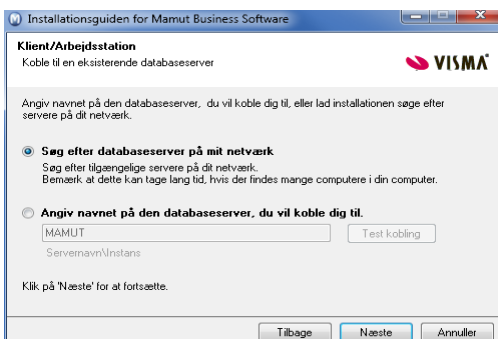 Installationsguiden for Mamut Business Software
Klient/Arbejdsstation
Koble til en eksisterende databaseserver
VISMA
Angiv navnet på den databaseserver, du vil koble dig til, eller lad installationen søge efter
servere på dit netværk.
Søg efter databaseserver på mit netværk
Søg efter tilgængelige servere på dit netværk.
Bemærk at dette kan tage lang tid, hvis der findes mange computere i din computer.
Angiv navnet på den databaseserver, du vil koble dig til.
MAMUT
Test kobling
Servernavn\Instans
Klik på 'Næste' for at fortsætte.
Tilbage
Næste
Annuller